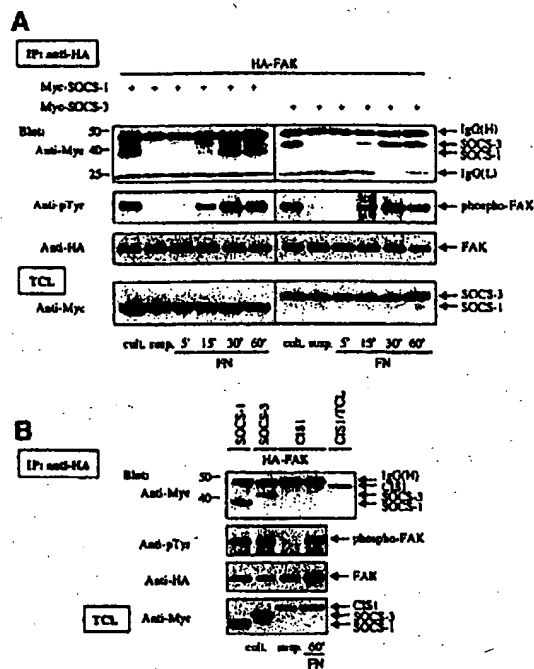 A
IP: anti-HA
HA-FAK
Myc-SOCS-1 + + + + + +
Myc-SOCS-3 + + + + + +
Blot: 50
Anti-Myc 40
25
IgG(H)
SOCS-3
SOCS-1
IgG(L)
Anti-pTyr phospho-FAK
Anti-HA FAK
TCL
Anti-Myc SOCS-3
SOCS-1
cult. susp. 5' 15' 30' 60' cult. susp. 5' 15' 30' 60'
FN FN
B
SOCS-1 SOCS-3 CIS1 CIS1/TCL
HA-FAK
IP: anti-HA
Blot: 50
Anti-Myc 40
IgG(H)
CIS1
SOCS-3
SOCS-1
Anti-pTyr phospho-FAK
Anti-HA FAK
TCL Anti-Myc CIS1
SOCS-3
SOCS-1
cult. susp. 60'
FN